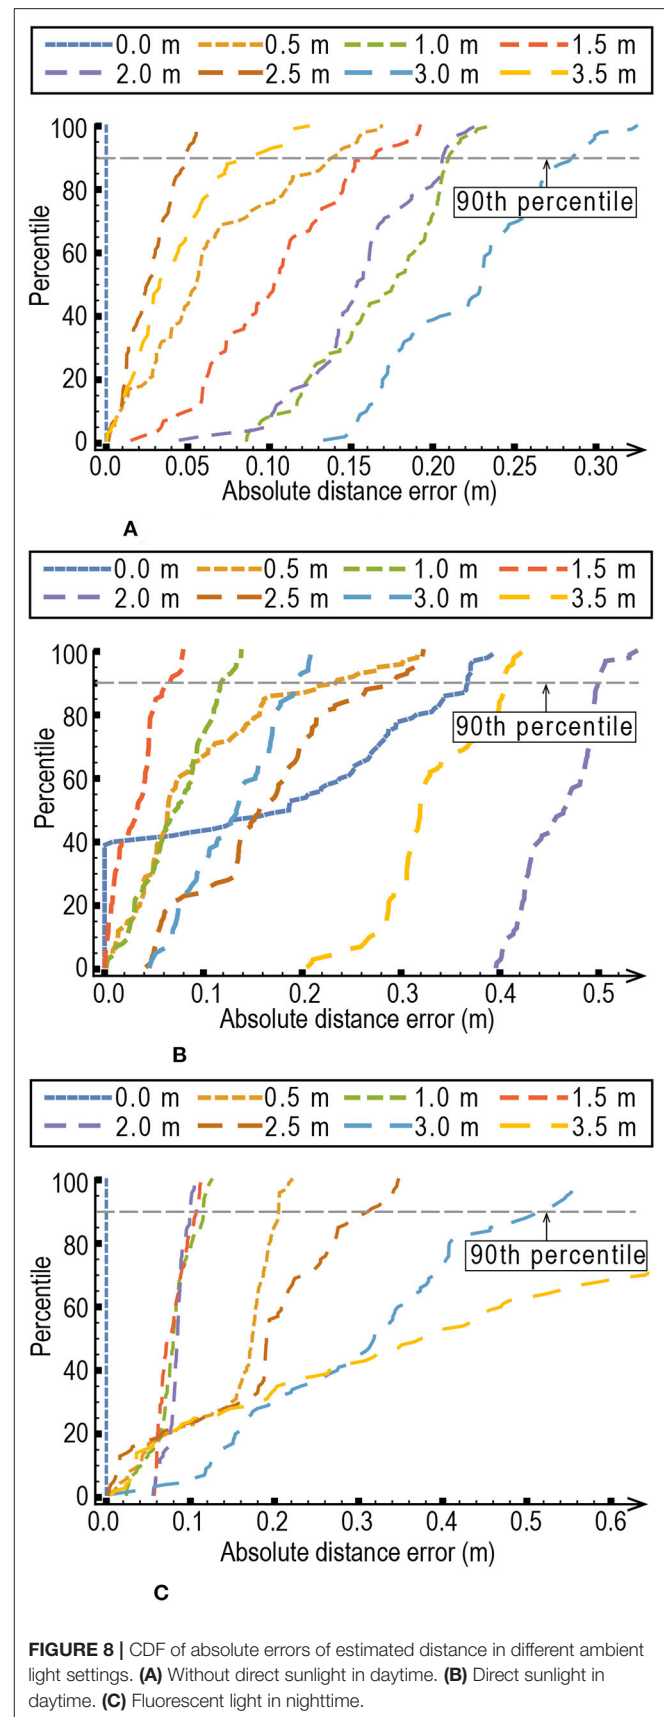 0.0 m 0.5 m 1.0 m 1.5 m
2.0 m 2.5 m 3.0 m 3.5 m
100
80
60
40
20
0
Percentile
90th percentile
0.0 0.05 0.10 0.15 0.20 0.25 0.30
Absolute distance error (m)
A
0.0 m 0.5 m 1.0 m 1.5 m
2.0 m 2.5 m 3.0 m 3.5 m
100
80
60
40
20
0
Percentile
90th percentile
0.0 0.1 0.2 0.3 0.4 0.5
Absolute distance error (m)
B
0.0 m 0.5 m 1.0 m 1.5 m
2.0 m 2.5 m 3.0 m 3.5 m
100
80
60
40
20
0
Percentile
90th percentile
0.0 0.1 0.2 0.3 0.4 0.5 0.6
Absolute distance error (m)
C
FIGURE 8 | CDF of absolute errors of estimated distance in different ambient
light settings. (A) Without direct sunlight in daytime. (B) Direct sunlight in
daytime. (C) Fluorescent light in nighttime.